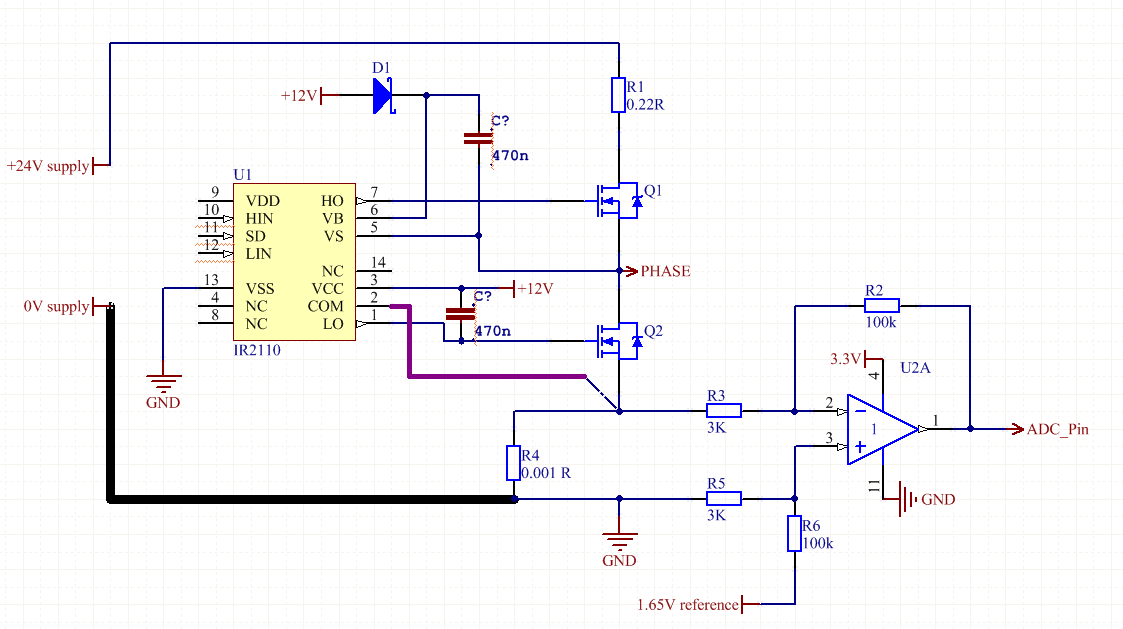 D1
+12V
R1
0.22R
C?
470n
+24V supply
U1
9 VDD HO 7
10 HIN VB 6
11 SD VS 5
12 LIN
NC 14
13 VSS VCC 3
4 NC COM 2
8 NC LO 1
IR2110
Q1
PHASE
+12V
C?
470n
0V supply
GND
Q2
R2
100k
3.3V
4
U2A
R3
3K
2
1
1
3
ADC_Pin
11
GND
R4
0.001 R
R5
3K
GND
R6
100k
1.65V reference